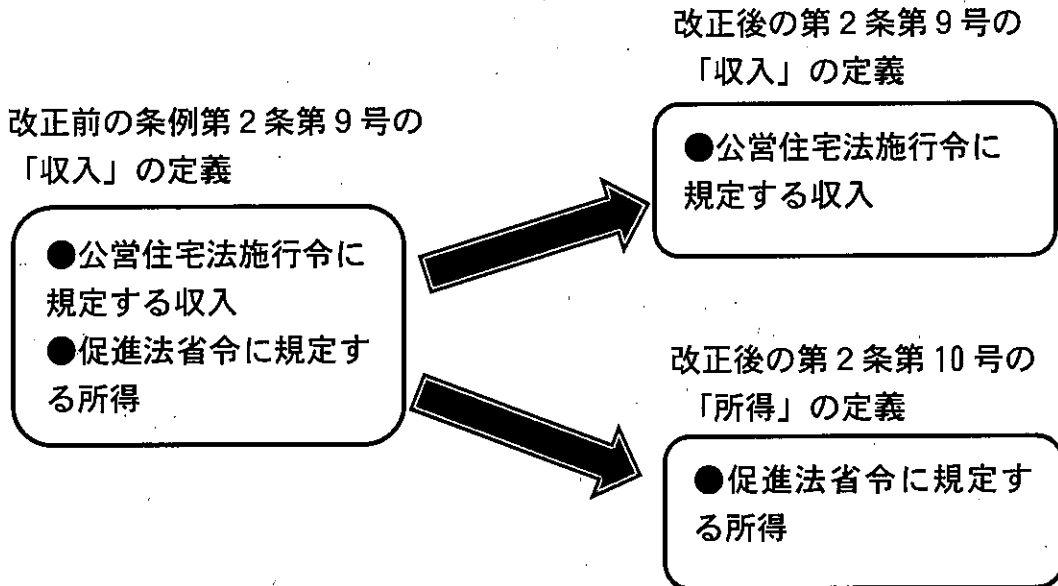 改正前の条例第2条第9号の
「収入」の定義
●公営住宅法施行令に
規定する収入
●促進法省令に規定す
る所得
改正後の第2条第9号の
「収入」の定義
●公営住宅法施行令に
規定する収入
改正後の第2条第10号の
「所得」の定義
●促進法省令に規定す
る所得